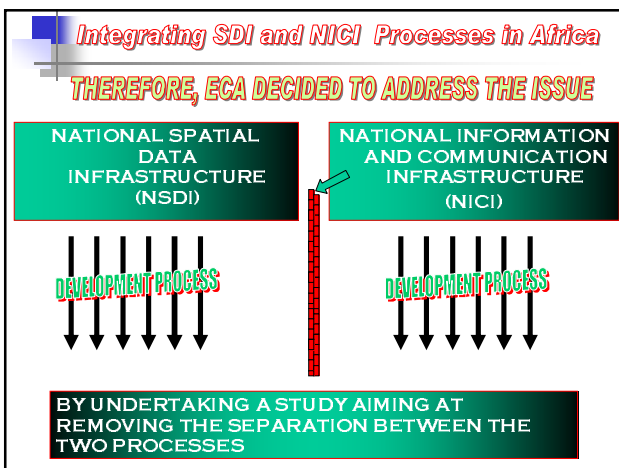 Integrating SDI and NICI Processes in Africa
THEREFORE, ECA DECIDED TO ADDRESS THE ISSUE
NATIONAL SPATIAL
DATA
INFRASTRUCTURE
(NSDI)
NATIONAL INFORMATION
AND COMMUNICATION
INFRASTRUCTURE
(NICI)
DEVELOPMENT PROCESS
DEVELOPMENT PROCESS
BY UNDERTAKING A STUDY AIMING AT
REMOVING THE SEPARATION BETWEEN THE
TWO PROCESSES